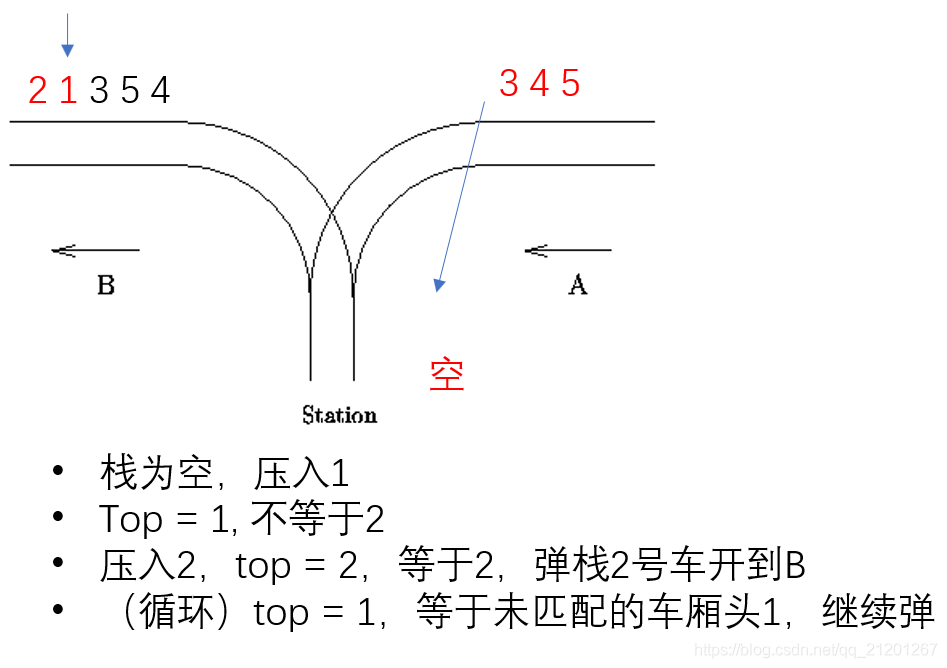 2 1 3 5 4
3 4 5
B
A
空
Station
• 栈为空，压入1
• Top = 1, 不等于2
• 压入2，top = 2，等于2，弹栈2号车开到B
• （循环）top = 1，等于未匹配的车厢头1，继续弹
https://blog.csdn.net/qq_21201267